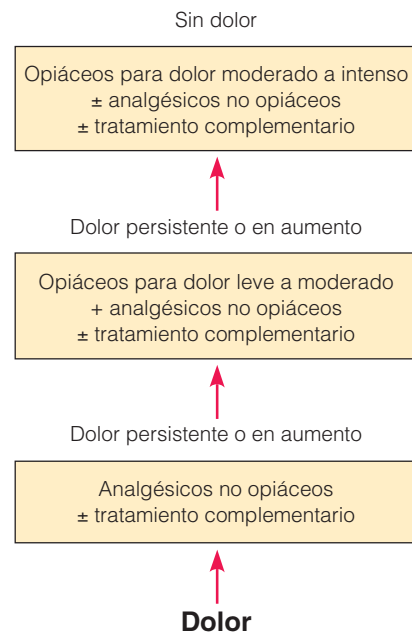 Sin dolor
Opiáceos para dolor moderado a intenso
± analgésicos no opiáceos
± tratamiento complementario
Dolor persistente o en aumento
Opiáceos para dolor leve a moderado
+ analgésicos no opiáceos
± tratamiento complementario
Dolor persistente o en aumento
Analgésicos no opiáceos
± tratamiento complementario
Dolor